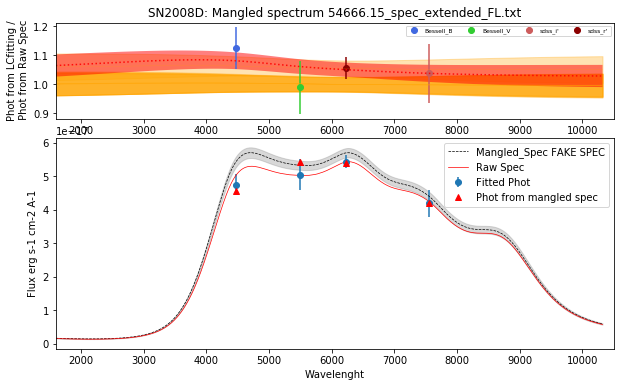 SN2008D: Mangled spectrum 54666.15_spec_extended_FL.txt
Phot from LCfitting /
Phot from Raw Spec
1.2
1.1
1.0
0.9
Bessell_B
Bessell_V
sdss_i'
sdss_r'
2000 3000 4000 5000 6000 7000 8000 9000 10000
1e-17
Flux erg s-1 cm-2 A-1
6
5
4
3
2
1
0
Mangled_Spec FAKE SPEC
Raw Spec
Fitted Phot
Phot from mangled spec
2000 3000 4000 5000 6000 7000 8000 9000 10000
Wavelenght